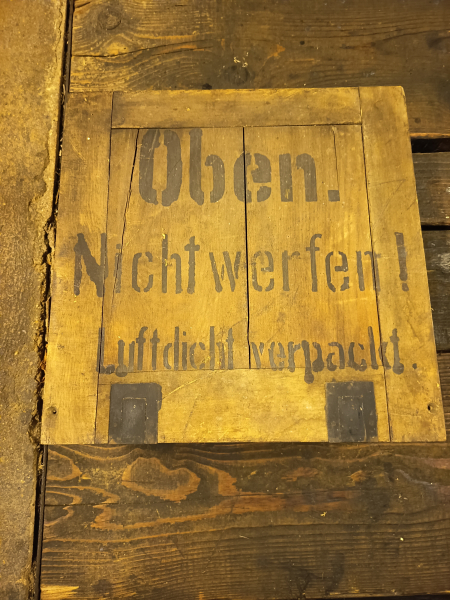 Oben.
Nicht werfen!
Luftdicht verpackt.